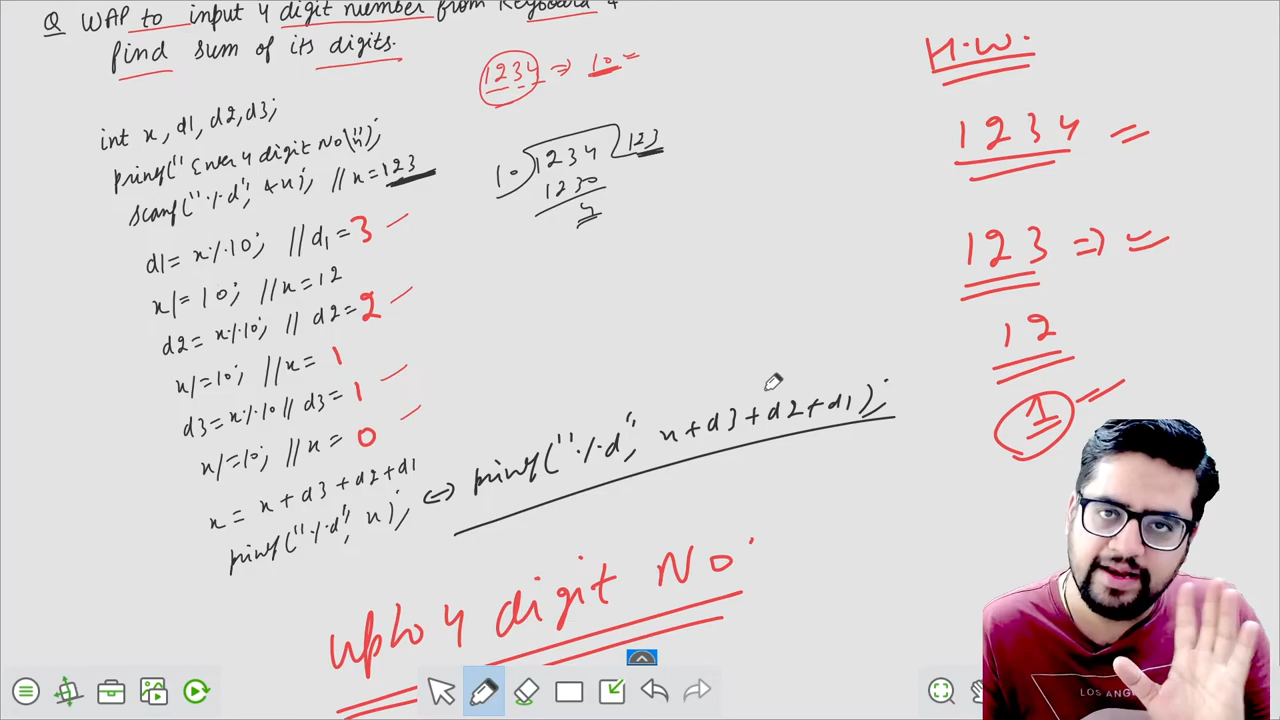 Q WAP to input 4 digit number from Keyboard &
find sum of its digits.
1234 => 10 =
int x, d1, d2, d3;
printf("Enter 4 digit No\n");
scanf("%d", &x); // x=123
10 1234 123
1230
4
d1= x%10; // d1=3
x/=10; // x=12
d2= x%10; // d2=2
x/=10; // x= 1
d3=x%10 // d3=1
x/=10; // x= 0
x = x+d3+d2+d1
printf("%d", x); <=> printf("%d", x+d3+d2+d1);
upto 4 digit No.
H.W.
1234 =
123 =>
12
1
LOS ANG